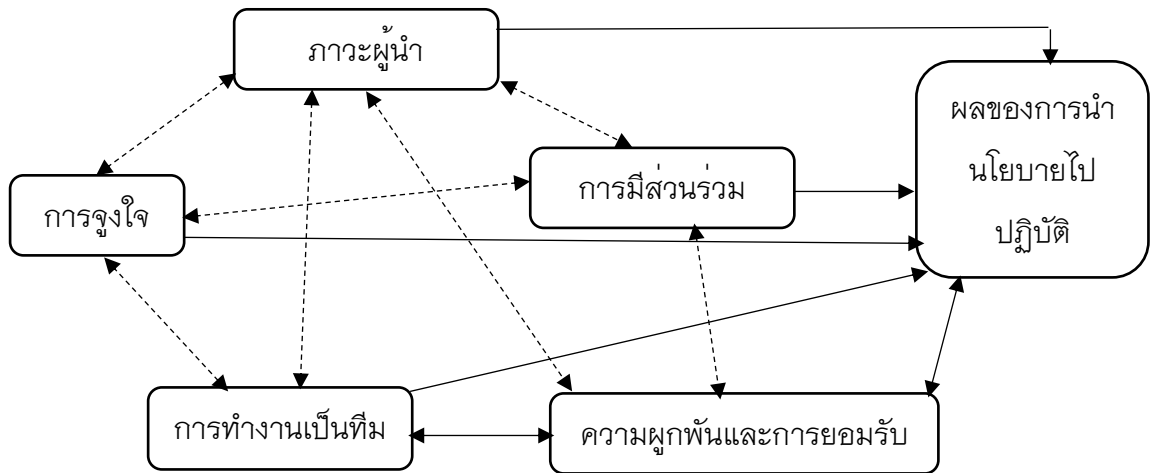 ภาวะผู้นำ
ผลของการนำ
นโยบายไป
ปฏิบัติ
การมีส่วนร่วม
การจูงใจ
การทำงานเป็นทีม
ความผูกพันและการยอมรับ